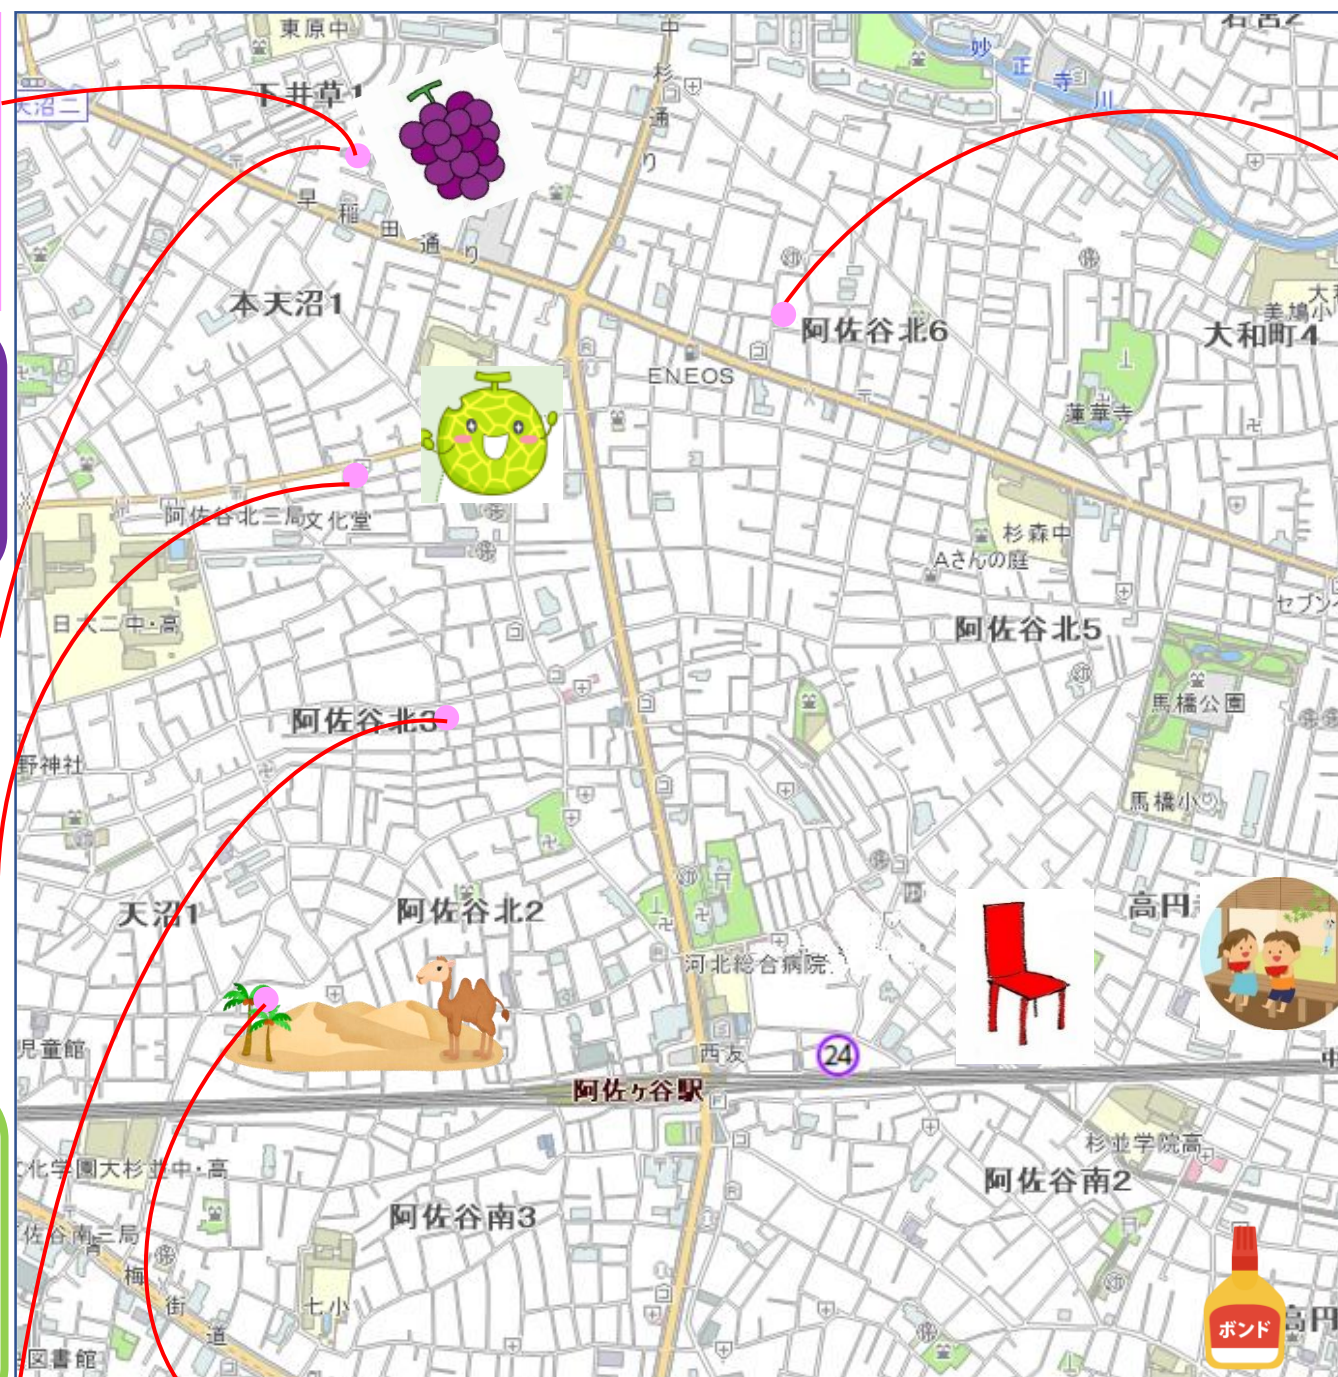 東原中
下井草1
天沼二
中杉通り
妙正寺川
早稲田通り
本天沼1
阿佐谷北6
大和町4
美鳩小
ENEOS
蓮華寺
阿佐谷北三局
文化堂
杉森中
Aさんの庭
セブン
日大二中・高
阿佐谷北5
馬橋公園
阿佐谷北3
野神社
馬橋小
天沼1
阿佐谷北2
高円
河北総合病院
児童館
西友
24
中
阿佐ヶ谷駅
化学園大杉並中・高
杉並学院高
阿佐谷南2
阿佐谷南3
佐谷南三局
青梅街道
七小
ボンド
高円
図書館